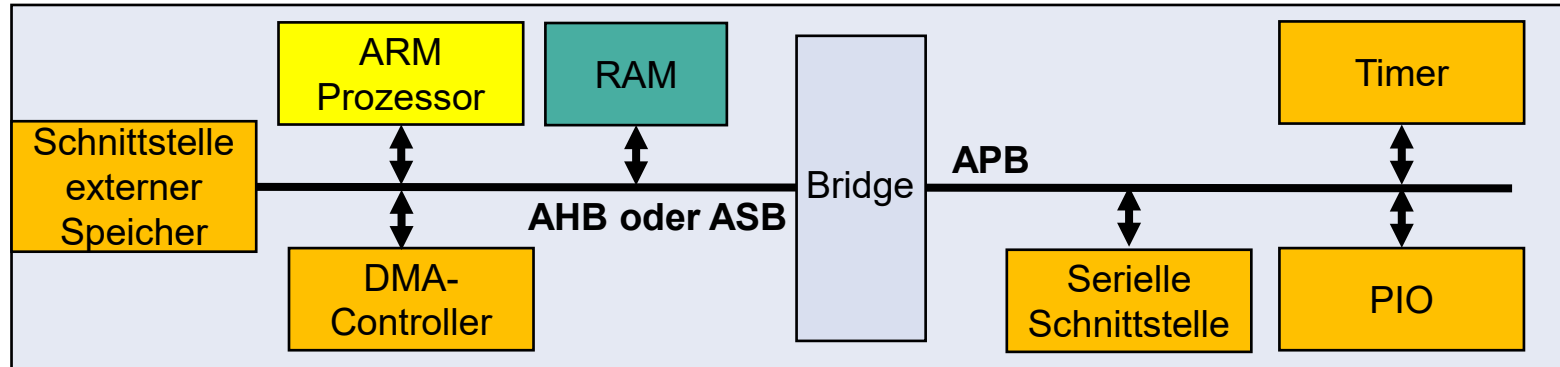 ARM
Prozessor
RAM
Timer
Schnittstelle
externer
Speicher
APB
Bridge
AHB oder ASB
DMA-
Controller
Serielle
Schnittstelle
PIO